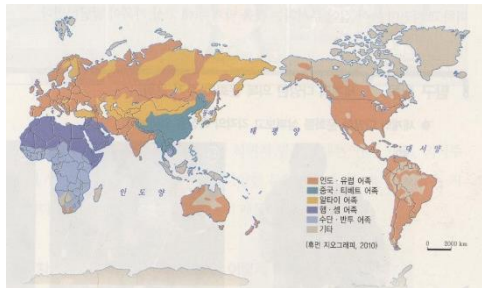 태평양
대서양
인도양
인도·유럽 어족
중국·티베트 어족
알타이 어족
햄·셈 어족
수단·반투 어족
기타
(휴먼 지오그래피, 2010)
0 2000 km